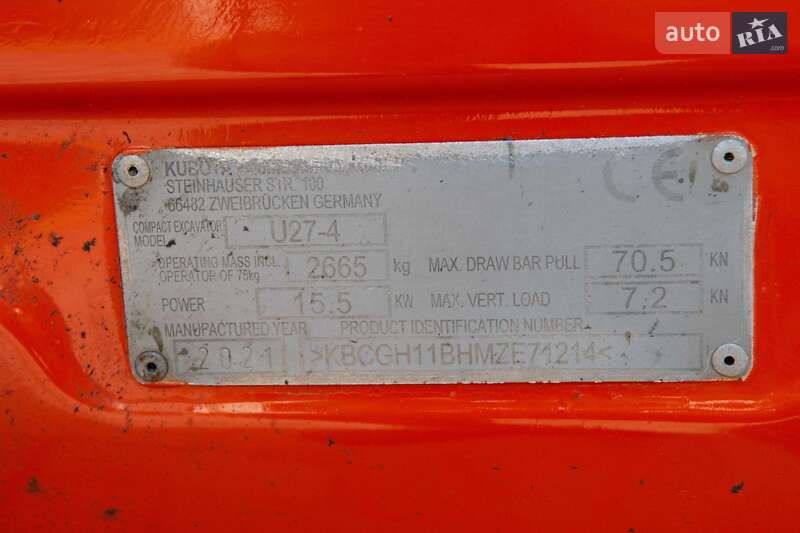 auto RIA.com
KUBOTA
STEINHAUSER STR. 100
66482 ZWEIBRÜCKEN GERMANY
CE
COMPACT EXCAVATOR
MODEL U27-4
OPERATING MASS INCL.
OPERATOR OF 75kg 2665 kg MAX. DRAW BAR PULL 70.5 KN
POWER 15.5 KW MAX. VERT. LOAD 7.2 KN
MANUFACTURED YEAR PRODUCT IDENTIFICATION NUMBER
2021 >KBCGH11BHMZE71214<